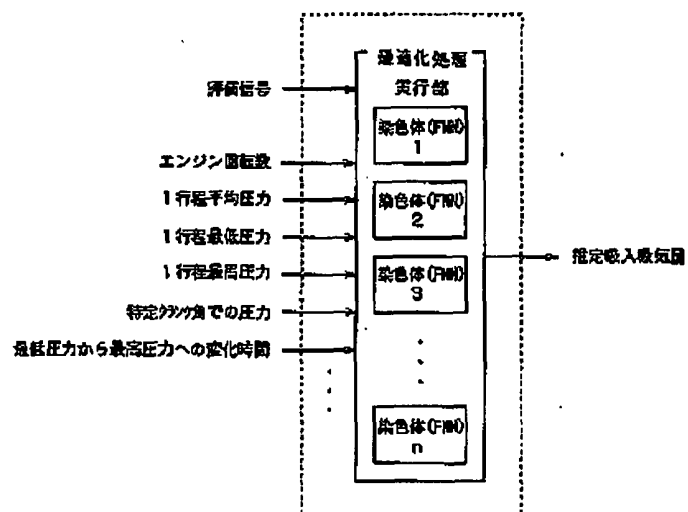 最適化処理
実行部
評価信号
染色体(FNN)
1
エンジン回転数
1行程平均圧力
染色体(FNN)
2
1行程最低圧力
1行程最高圧力
染色体(FNN)
3
推定吸入吸気量
特定クランク角での圧力
最低圧力から最高圧力への変化時間
染色体(FNN)
n